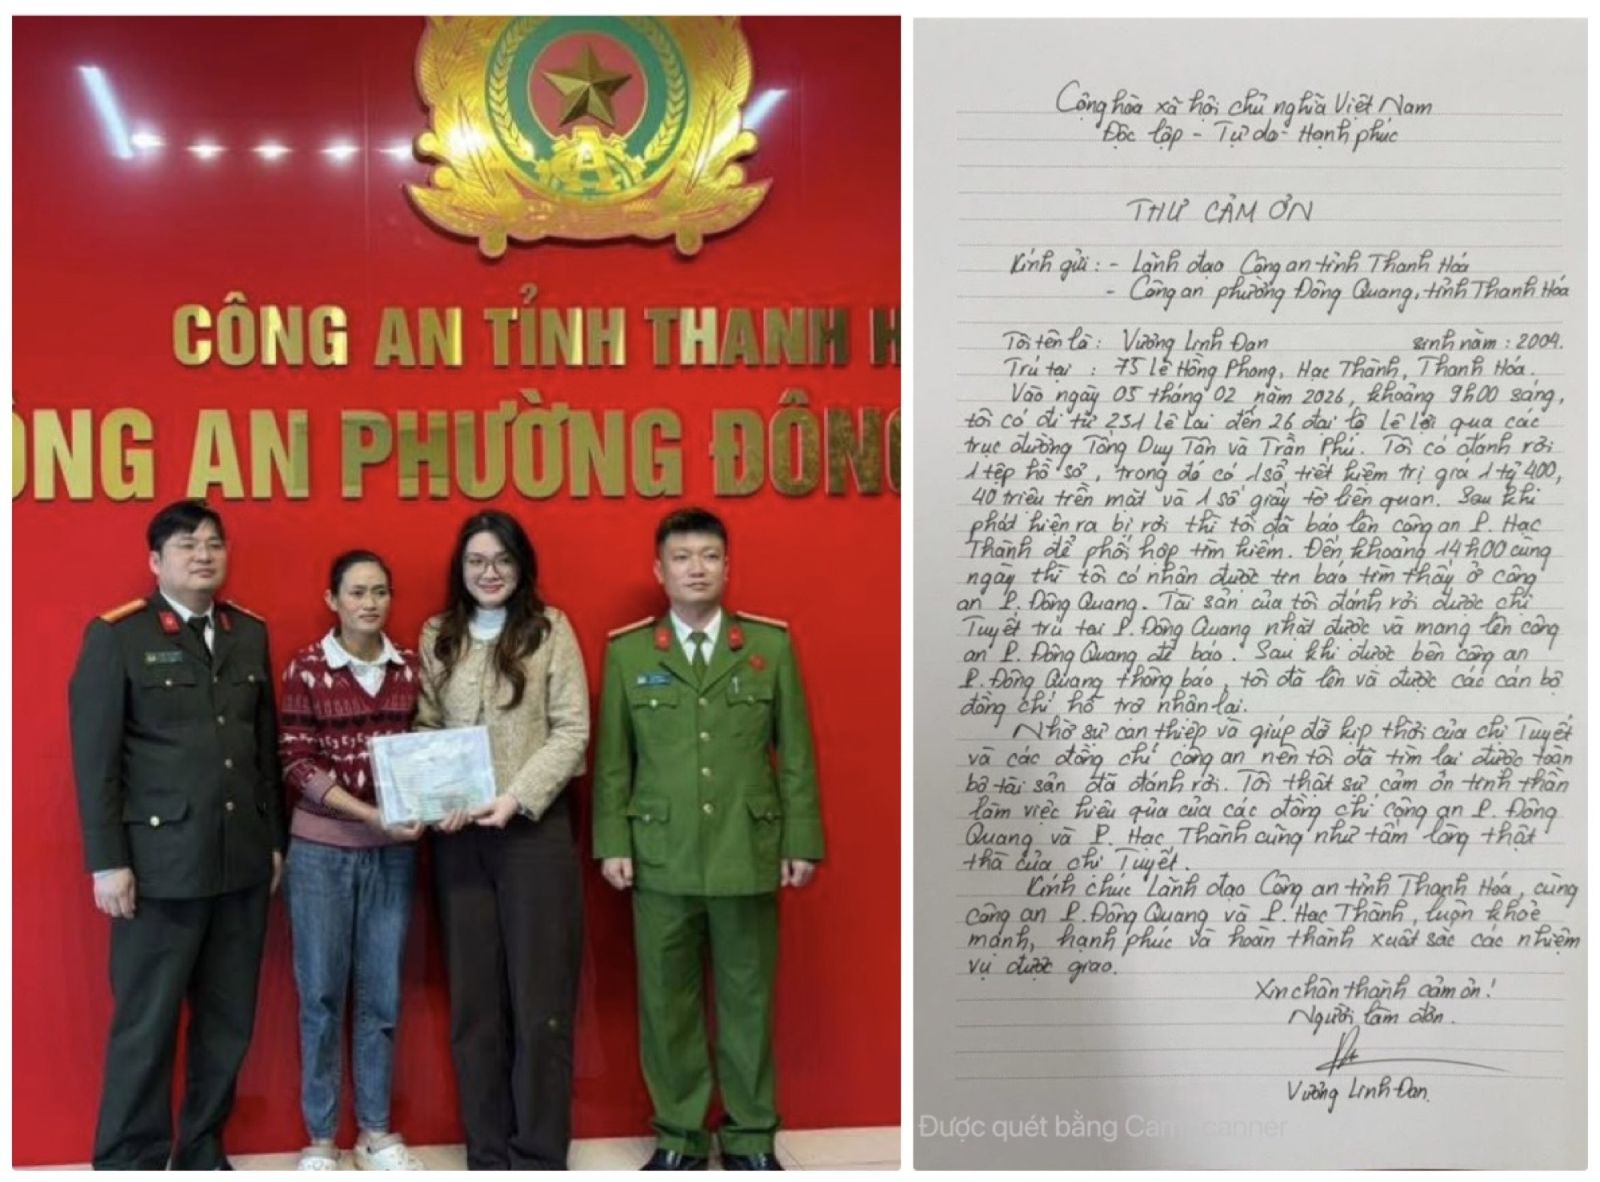 CÔNG AN TỈNH THANH H
ÔNG AN PHƯỜNG ĐÔNG
Cộng hòa xã hội chủ nghĩa Việt Nam
Độc lập - Tự do - Hạnh phúc
THƯ CẢM ƠN
Kính gửi : - Lãnh đạo Công an tỉnh Thanh Hóa
- Công an phường Đông Quang, tỉnh Thanh Hóa
Tôi tên là : Vương Linh Đan sinh năm : 2004.
Trú tại : 75 Lê Hồng Phong, Hạc Thành, Thanh Hóa.
Vào ngày 05 tháng 02 năm 2026, khoảng 9h00 sáng,
tôi có đi từ 251 Lê Lai đến 26 đại lộ Lê Lợi qua các
trục đường Tống Duy Tân và Trần Phú. Tôi có đánh rơi
1 tệp hồ sơ, trong đó có 1 sổ tiết kiệm trị giá 1 tỷ 400,
40 triệu tiền mặt và 1 số giấy tờ liên quan. Sau khi
phát hiện ra bị rơi thì tôi đã báo lên công an P. Hạc
Thành để phối hợp tìm kiếm. Đến khoảng 14h00 cùng
ngày thì tôi có nhận được tin báo tìm thấy ở công
an P. Đông Quang. Tài sản của tôi đánh rơi được chị
Tuyết trú tại P. Đông Quang nhặt được và mang lên công
an P. Đông Quang để báo. Sau khi được bên công an
P. Đông Quang thông báo, tôi đã lên và được các cán bộ
đồng chí hỗ trợ nhận lại.
Nhờ sự can thiệp và giúp đỡ kịp thời của chị Tuyết
và các đồng chí công an nên tôi đã tìm lại được toàn
bộ tài sản đã đánh rơi. Tôi thật sự cảm ơn tinh thần
làm việc hiệu qủa của các đồng chí công an P. Đông
Quang và P. Hạc Thành cũng như tấm lòng thật
thà của chị Tuyết.
Kính chúc Lãnh đạo Công an tỉnh Thanh Hóa, cùng
công an P. Đông Quang và P. Hạc Thành, luôn khỏe
mạnh, hạnh phúc và hoàn thành xuất sắc các nhiệm
vụ được giao.
Xin chân thành cảm ơn !
Người làm đơn.
Vương Linh Đan.
Được quét bằng CamScanner